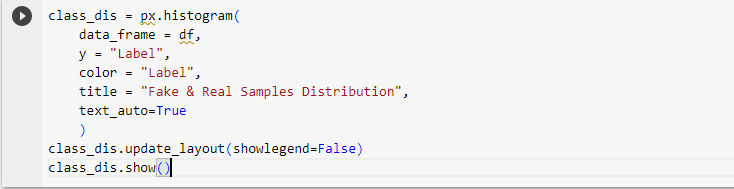 class_dis = px.histogram(
    data_frame = df,
    y = "Label",
    color = "Label",
    title = "Fake & Real Samples Distribution",
    text_auto=True
    )
class_dis.update_layout(showlegend=False)
class_dis.show()